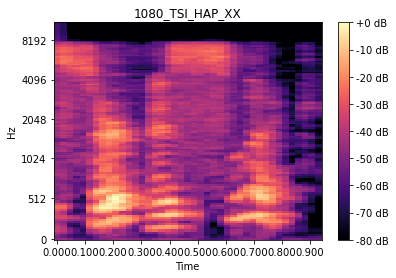 1080_TSI_HAP_XX
+0 dB
8192
-10 dB
4096
-20 dB
-30 dB
2048
Hz
-40 dB
1024
-50 dB
512
-60 dB
-70 dB
0
-80 dB
0.0000.1000.2000.3000.4000.5000.6000.7000.8000.900
Time